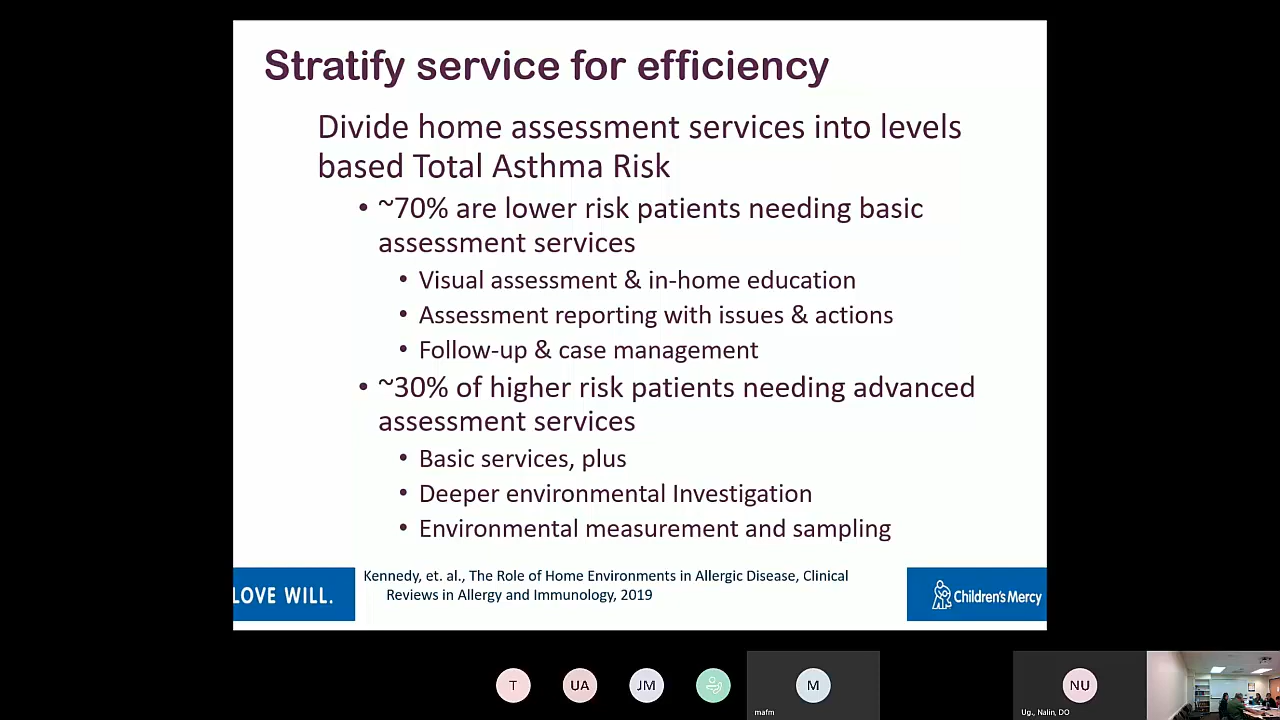 Stratify service for efficiency
Divide home assessment services into levels
based Total Asthma Risk
• ~70% are lower risk patients needing basic
assessment services
• Visual assessment & in-home education
• Assessment reporting with issues & actions
• Follow-up & case management
• ~30% of higher risk patients needing advanced
assessment services
• Basic services, plus
• Deeper environmental Investigation
• Environmental measurement and sampling
Kennedy, et. al., The Role of Home Environments in Allergic Disease, Clinical
Reviews in Allergy and Immunology, 2019
LOVE WILL.
Children's Mercy
T
UA
JM
M
NU
mafm
Ug., Nalin, DO